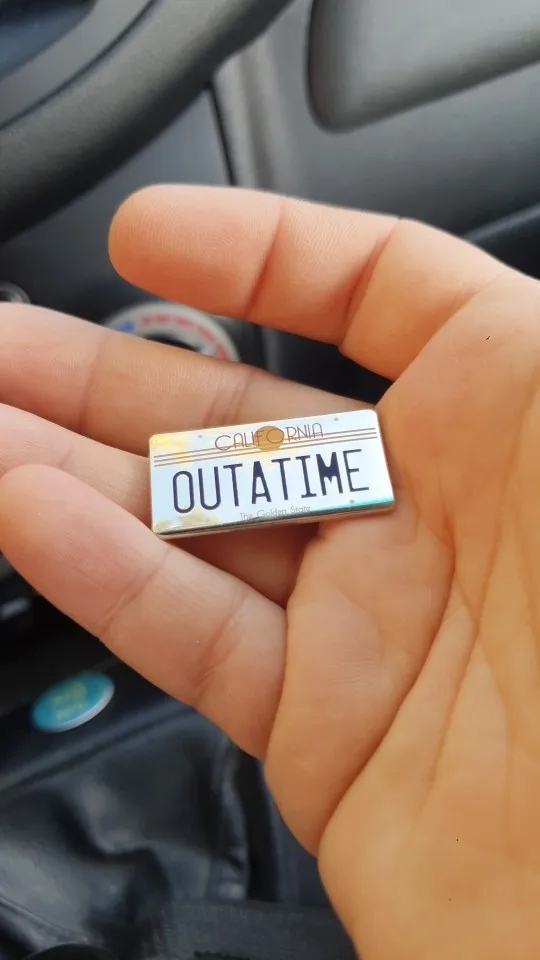 CALIFORNIA
OUTATIME
The Golden State